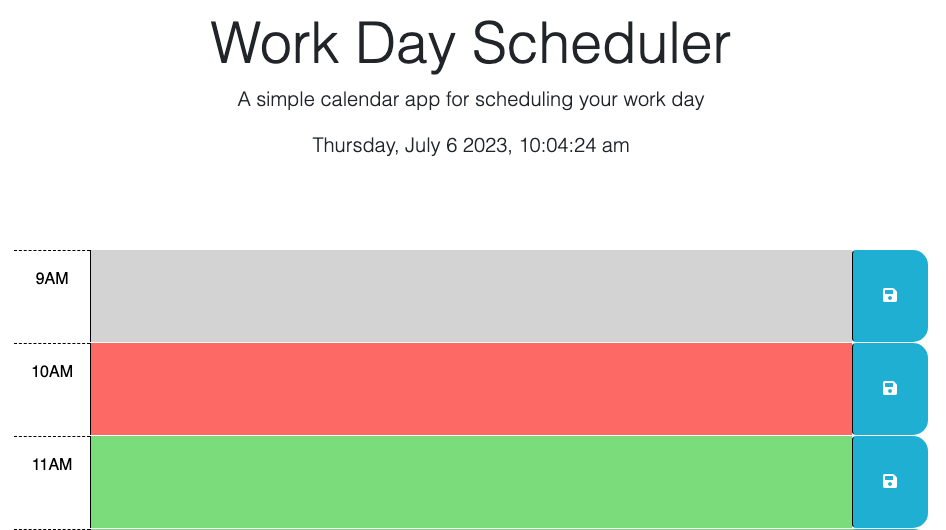 Work Day Scheduler
A simple calendar app for scheduling your work day
Thursday, July 6 2023, 10:04:24 am
9AM
10AM
11AM